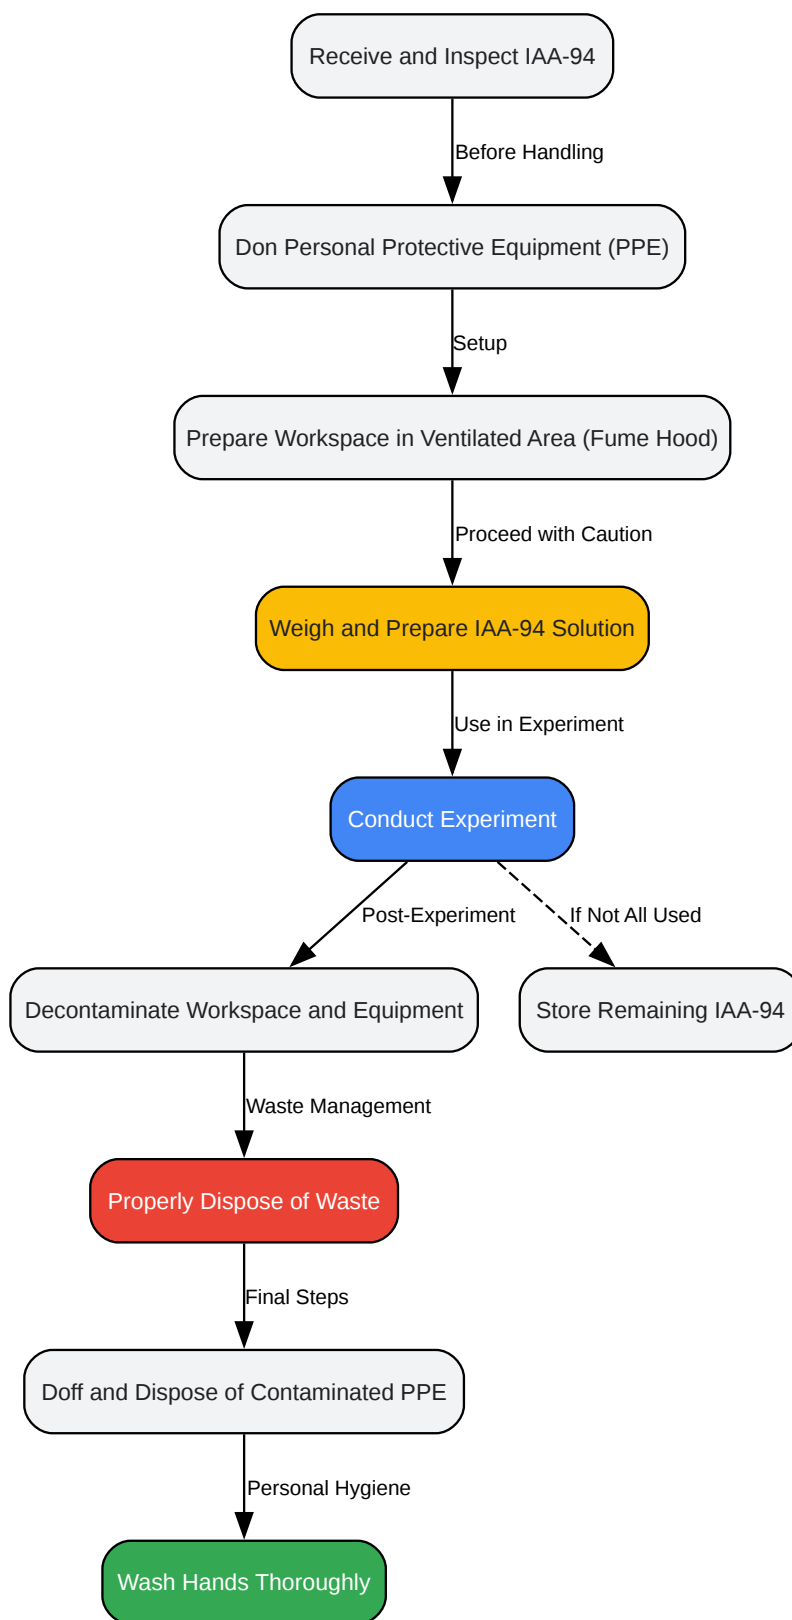 Receive and Inspect IAA-94
Before Handling
Don Personal Protective Equipment (PPE)
Setup
Prepare Workspace in Ventilated Area (Fume Hood)
Proceed with Caution
Weigh and Prepare IAA-94 Solution
Use in Experiment
Conduct Experiment
Post-Experiment
If Not All Used
Decontaminate Workspace and Equipment
Store Remaining IAA-94
Waste Management
Properly Dispose of Waste
Final Steps
Doff and Dispose of Contaminated PPE
Personal Hygiene
Wash Hands Thoroughly